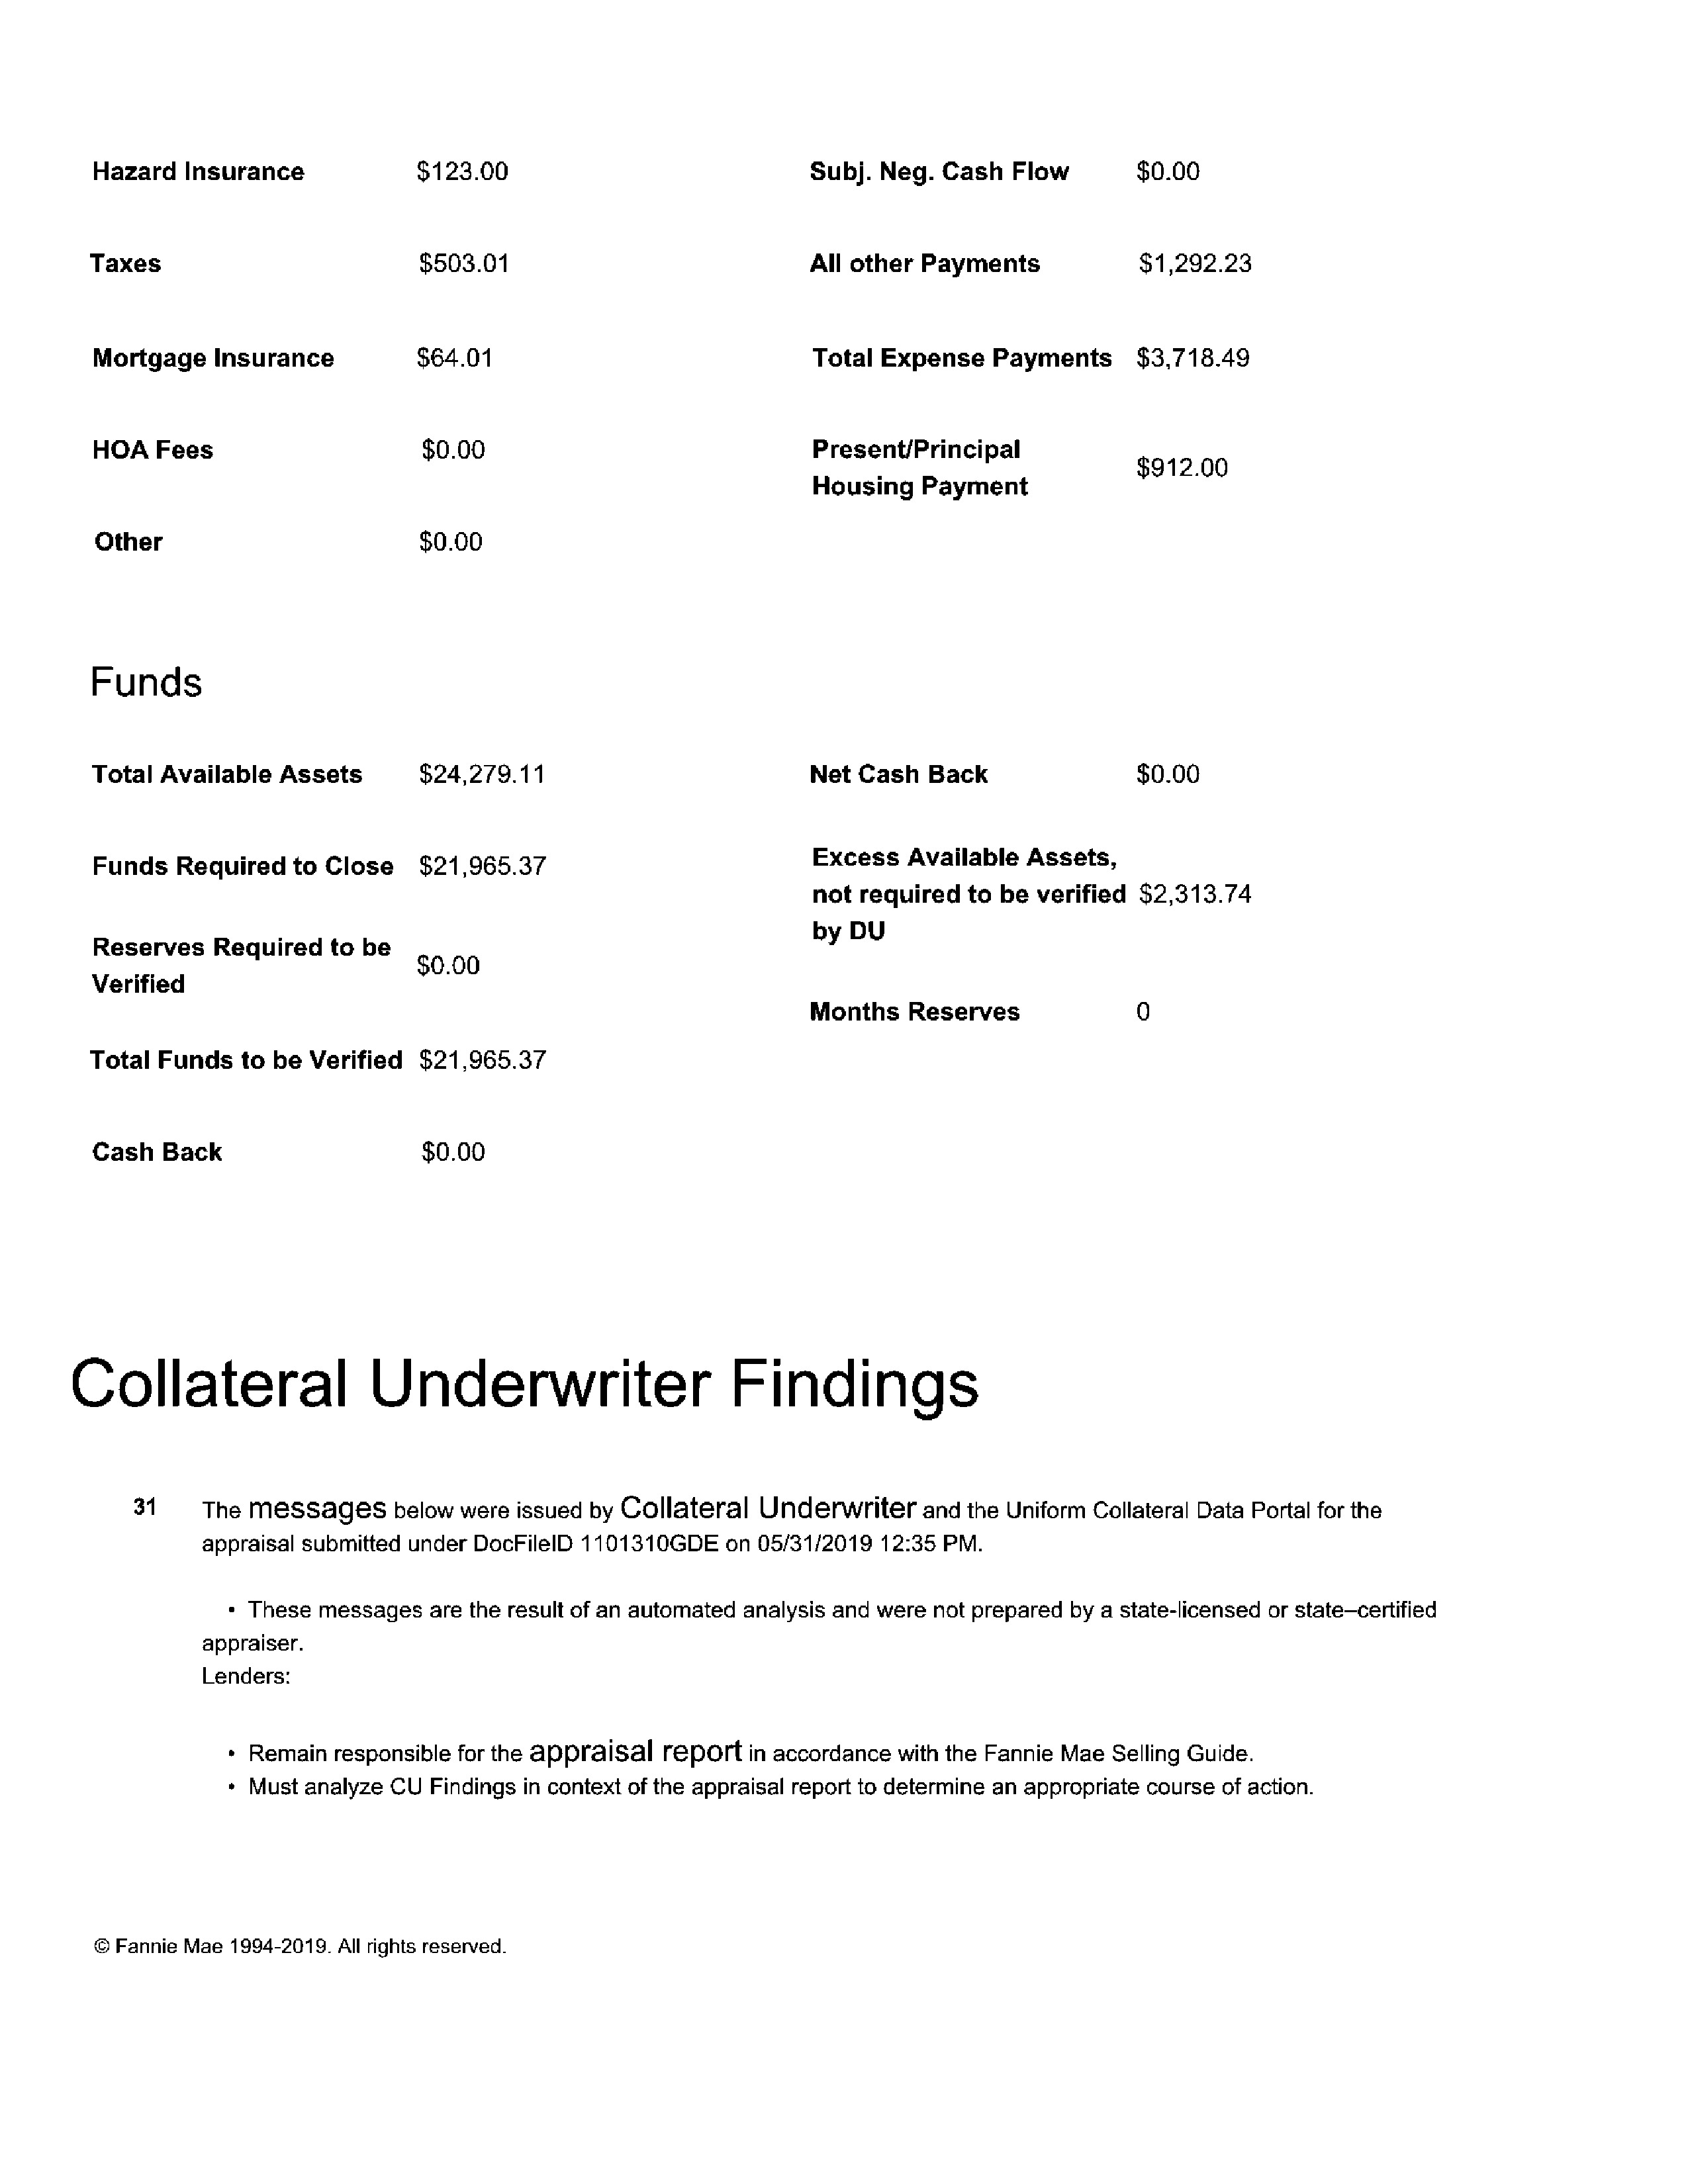 Hazard Insurance $123.00 Subj. Neg. Cash Flow $0.00
Taxes $503.01 All other Payments $1,292.23
Mortgage Insurance $64.01 Total Expense Payments $3,718.49
HOA Fees $0.00 Present/Principal
Housing Payment $912.00
Other $0.00
Funds
Total Available Assets $24,279.11 Net Cash Back $0.00
Funds Required to Close $21,965.37 Excess Available Assets,
not required to be verified $2,313.74
by DU
Reserves Required to be
Verified $0.00
Months Reserves 0
Total Funds to be Verified $21,965.37
Cash Back $0.00
Collateral Underwriter Findings
31 The messages below were issued by Collateral Underwriter and the Uniform Collateral Data Portal for the
appraisal submitted under DocFileID 1101310GDE on 05/31/2019 12:35 PM.
• These messages are the result of an automated analysis and were not prepared by a state-licensed or state–certified
appraiser.
Lenders:
• Remain responsible for the appraisal report in accordance with the Fannie Mae Selling Guide.
• Must analyze CU Findings in context of the appraisal report to determine an appropriate course of action.
© Fannie Mae 1994-2019. All rights reserved.